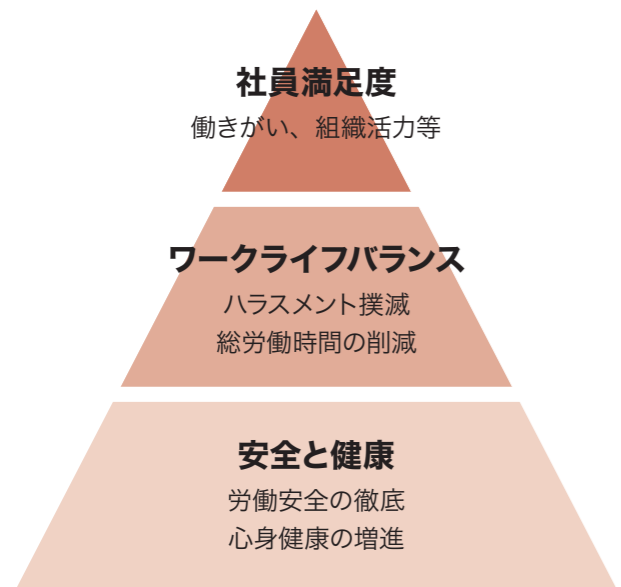 社員満足度
働きがい、組織活力等
ワークライフバランス
ハラスメント撲滅
総労働時間の削減
安全と健康
労働安全の徹底
心身健康の増進